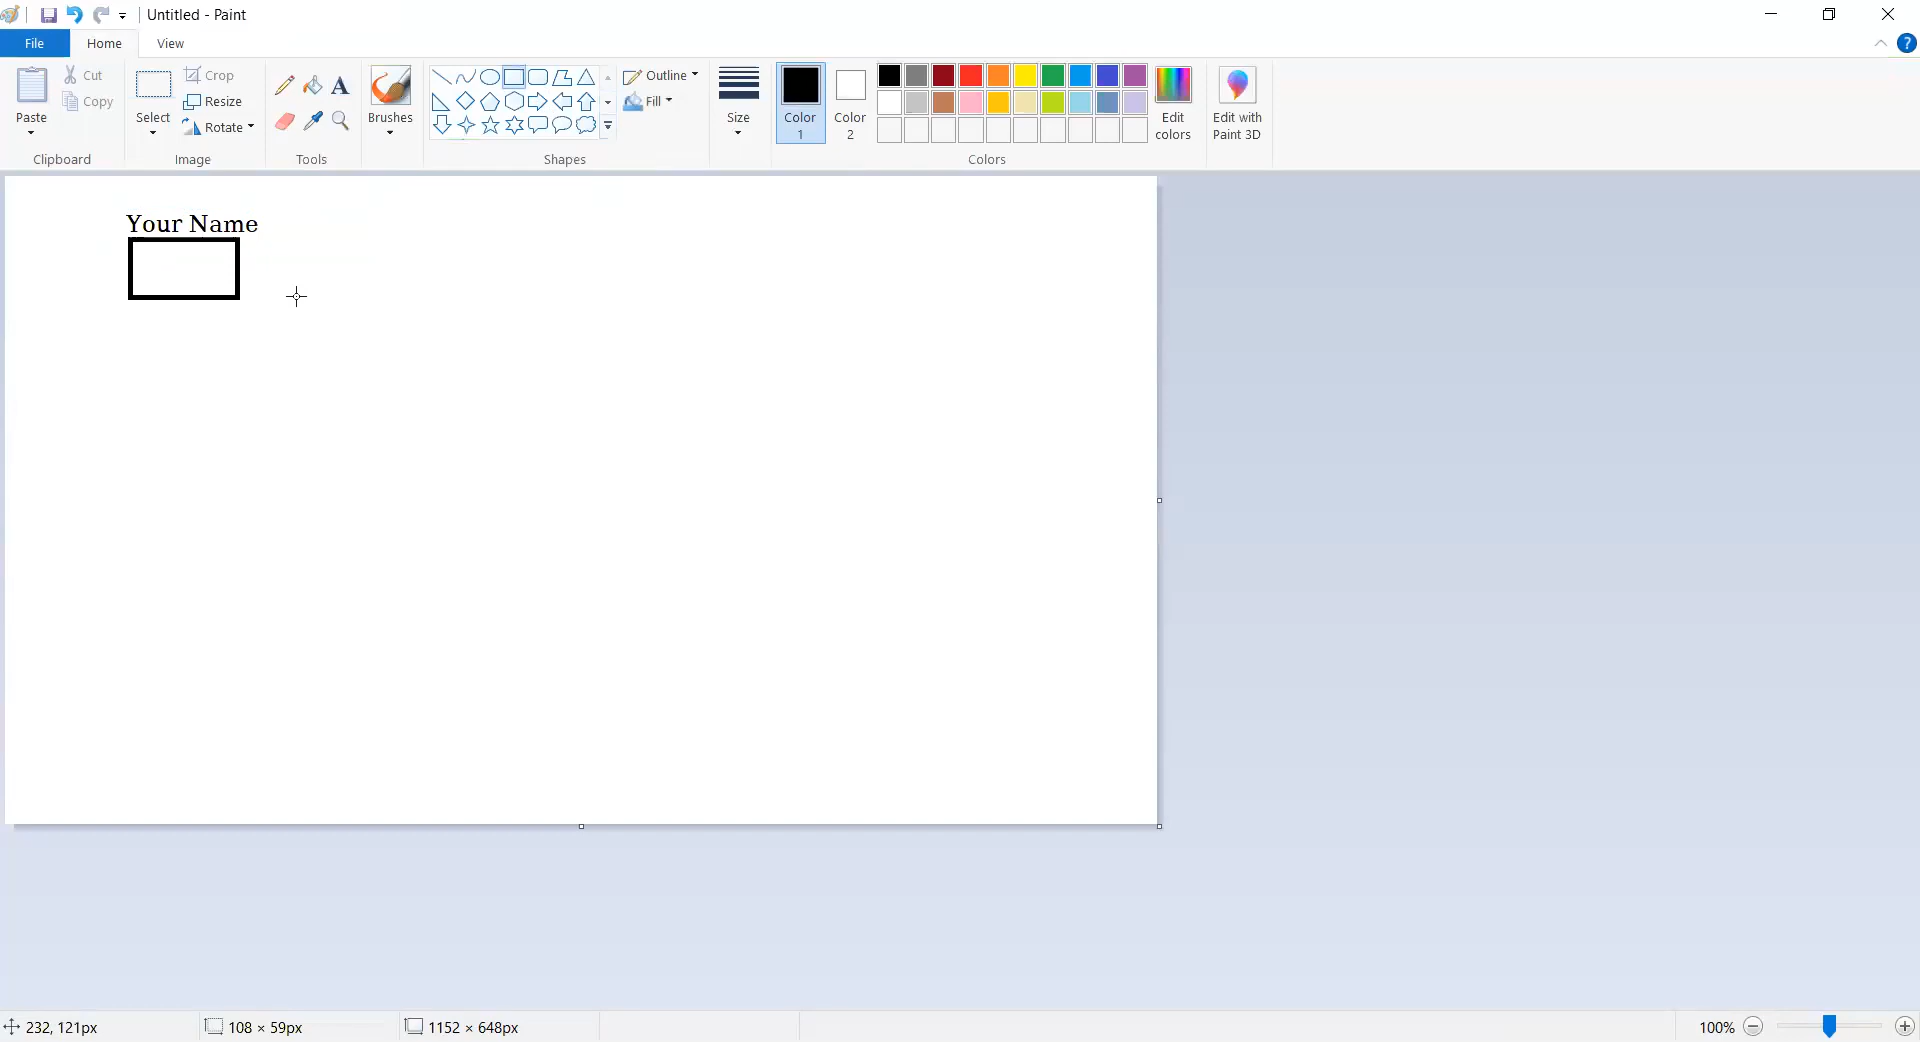 Untitled - Paint
File Home View
?
Paste
Cut
Copy
Clipboard
Select
Crop
Resize
Rotate
Image
A
Tools
Brushes
Outline
Fill
Shapes
Size
Color 1
Color 2
Edit colors
Colors
Edit with Paint 3D
Your Name
232, 121px
108 × 59px
1152 × 648px
100%